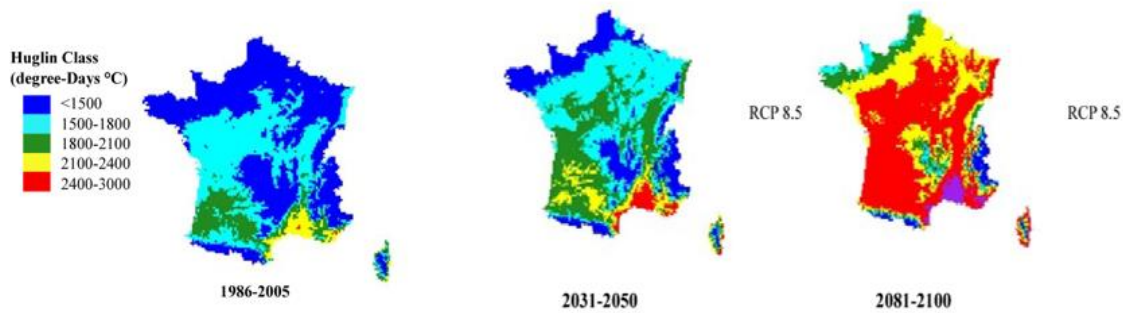 Huglin Class
(degree-Days °C)
<1500
1500-1800
1800-2100
2100-2400
2400-3000
1986-2005
RCP 8.5
2031-2050
RCP 8.5
2081-2100